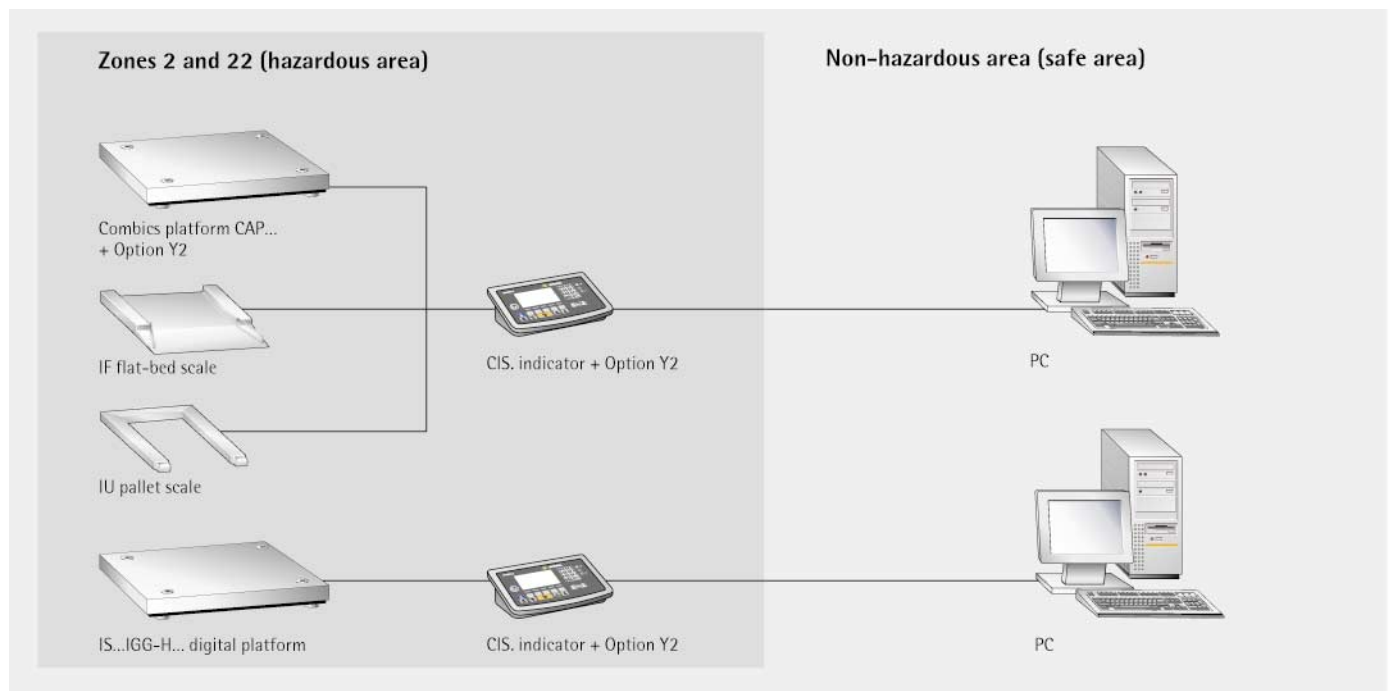 Zones 2 and 22 (hazardous area)
Non-hazardous area (safe area)
Combics platform CAP...
+ Option Y2
IF flat-bed scale
CIS. indicator + Option Y2
PC
IU pallet scale
IS...IGG-H... digital platform
CIS. indicator + Option Y2
PC